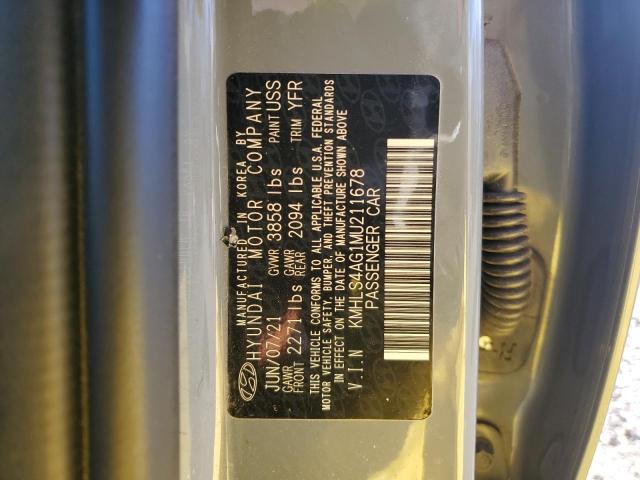 MANUFACTURED IN KOREA BY
HYUNDAI MOTOR COMPANY
JUN/07/21 GVWR 3858 lbs PAINT USS
GAWR FRONT 2271 lbs GAWR REAR 2094 lbs TRIM YFR
THIS VEHICLE CONFORMS TO ALL APPLICABLE U.S.A. FEDERAL
MOTOR VEHICLE SAFETY, BUMPER, AND THEFT PREVENTION STANDARDS
IN EFFECT ON THE DATE OF MANUFACTURE SHOWN ABOVE
V.I.N KMHLS4AG1MU211678
PASSENGER CAR